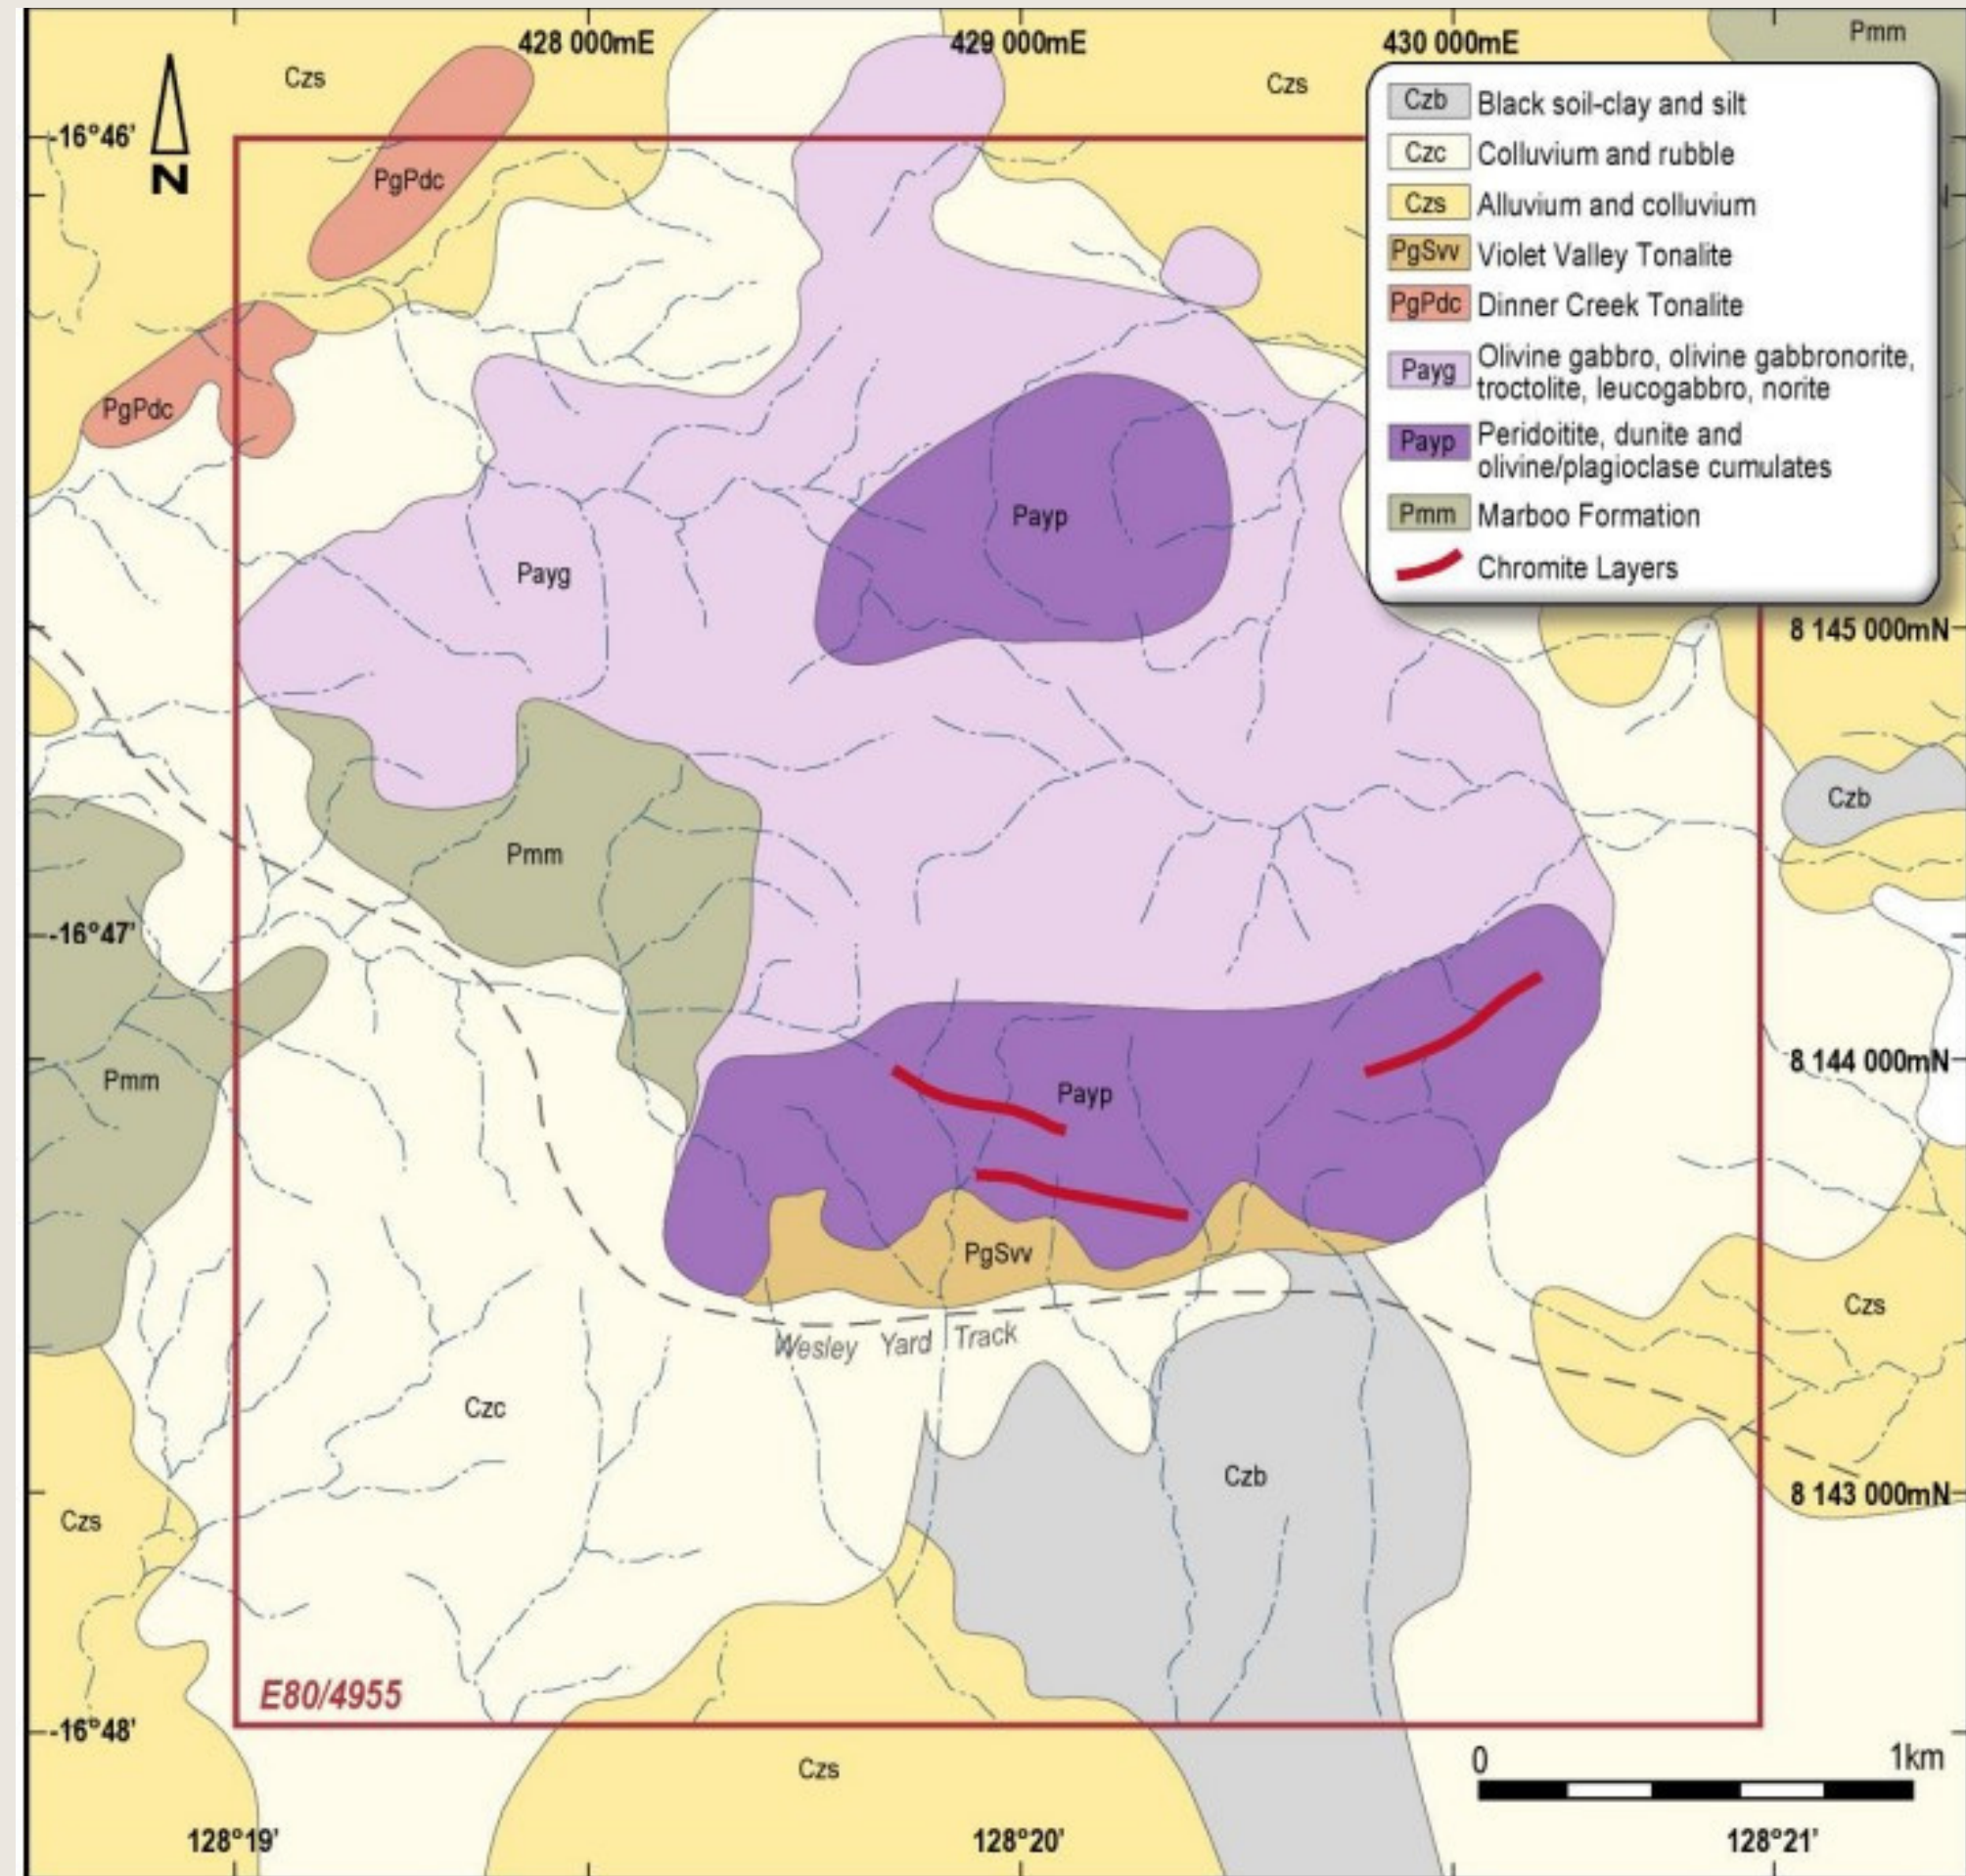 428 000mE
429 000mE
430 000mE
Pmm
Czs
Czs
-16°46'
N
PgPdc
PgPdc
Czb Black soil-clay and silt
Czc Colluvium and rubble
Czs Alluvium and colluvium
PgSvv Violet Valley Tonalite
PgPdc Dinner Creek Tonalite
Payg Olivine gabbro, olivine gabbronorite,
troctolite, leucogabbro, norite
Payp Peridoitite, dunite and
olivine/plagioclase cumulates
Pmm Marboo Formation
Chromite Layers
Payp
Payg
8 145 000mN
Czb
Pmm
-16°47'
8 144 000mN
Pmm
Payp
PgSvv
Czs
Wesley Yard Track
Czc
Czb
8 143 000mN
Czs
E80/4955
-16°48'
Czs
0 1km
128°19'
128°20'
128°21'